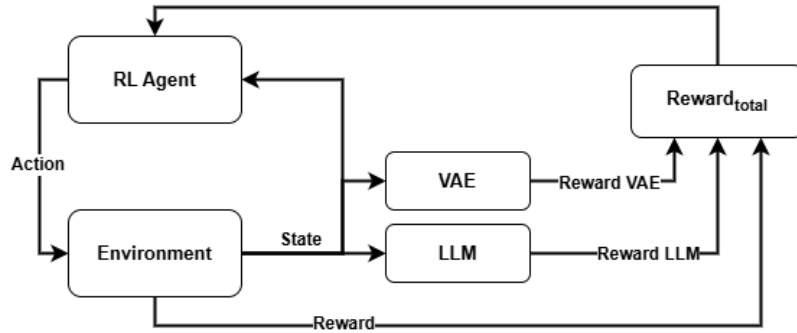 RL Agent
Reward_total
Action
VAE
Reward VAE
Environment
State
LLM
Reward LLM
Reward